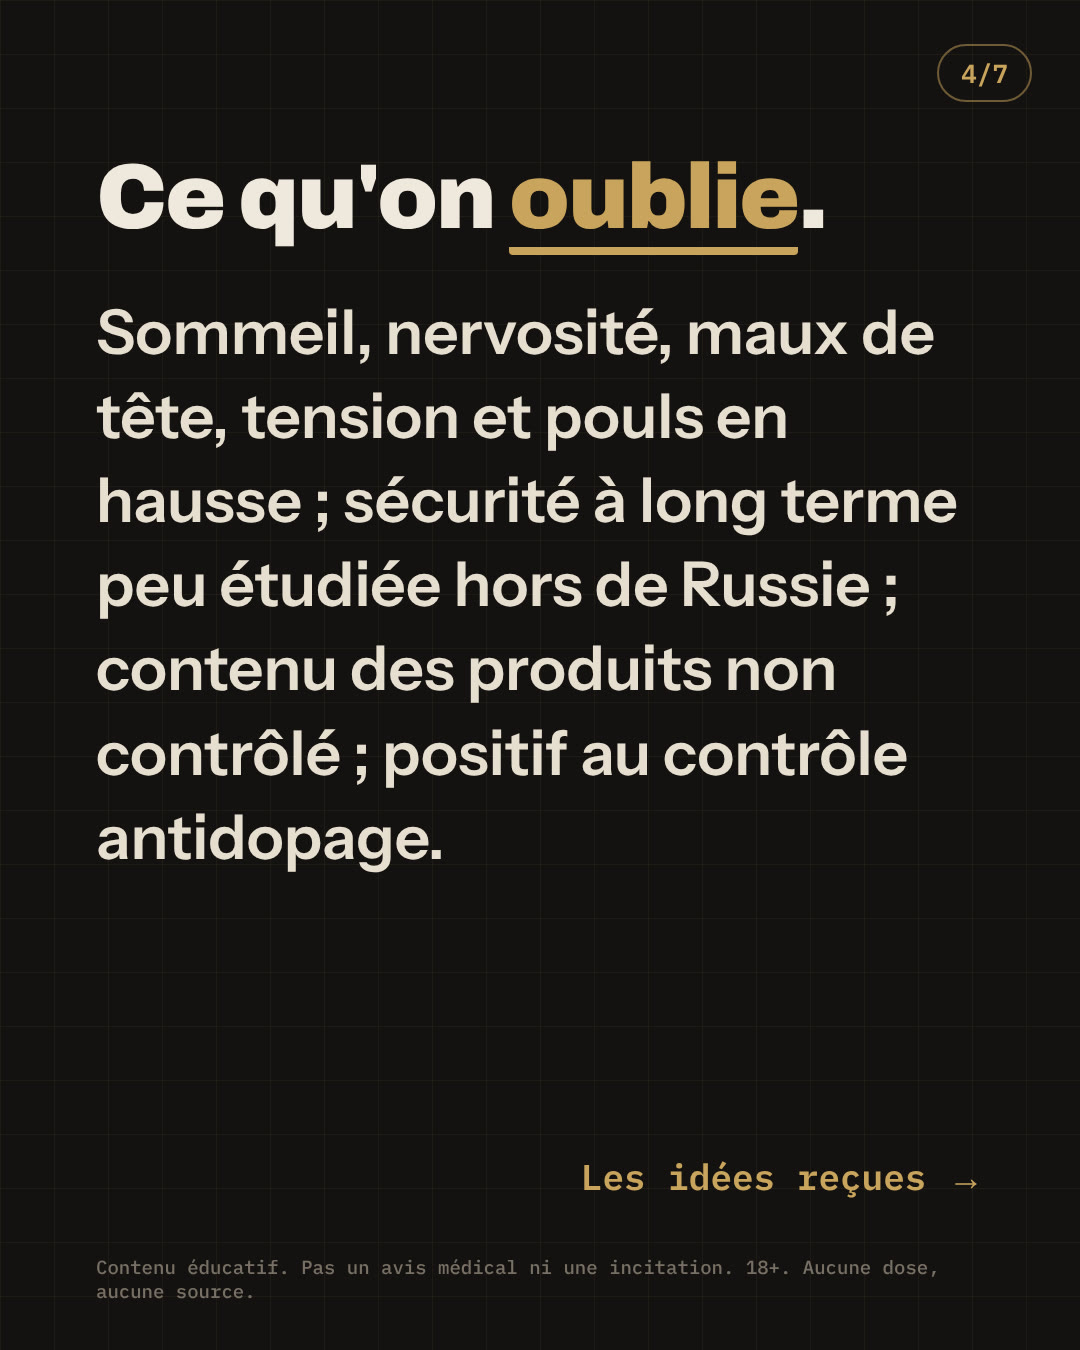 4/7
Ce qu'on oublie.
Sommeil, nervosité, maux de
tête, tension et pouls en
hausse ; sécurité à long terme
peu étudiée hors de Russie ;
contenu des produits non
contrôlé ; positif au contrôle
antidopage.
Les idées reçues →
Contenu éducatif. Pas un avis médical ni une incitation. 18+. Aucune dose,
aucune source.